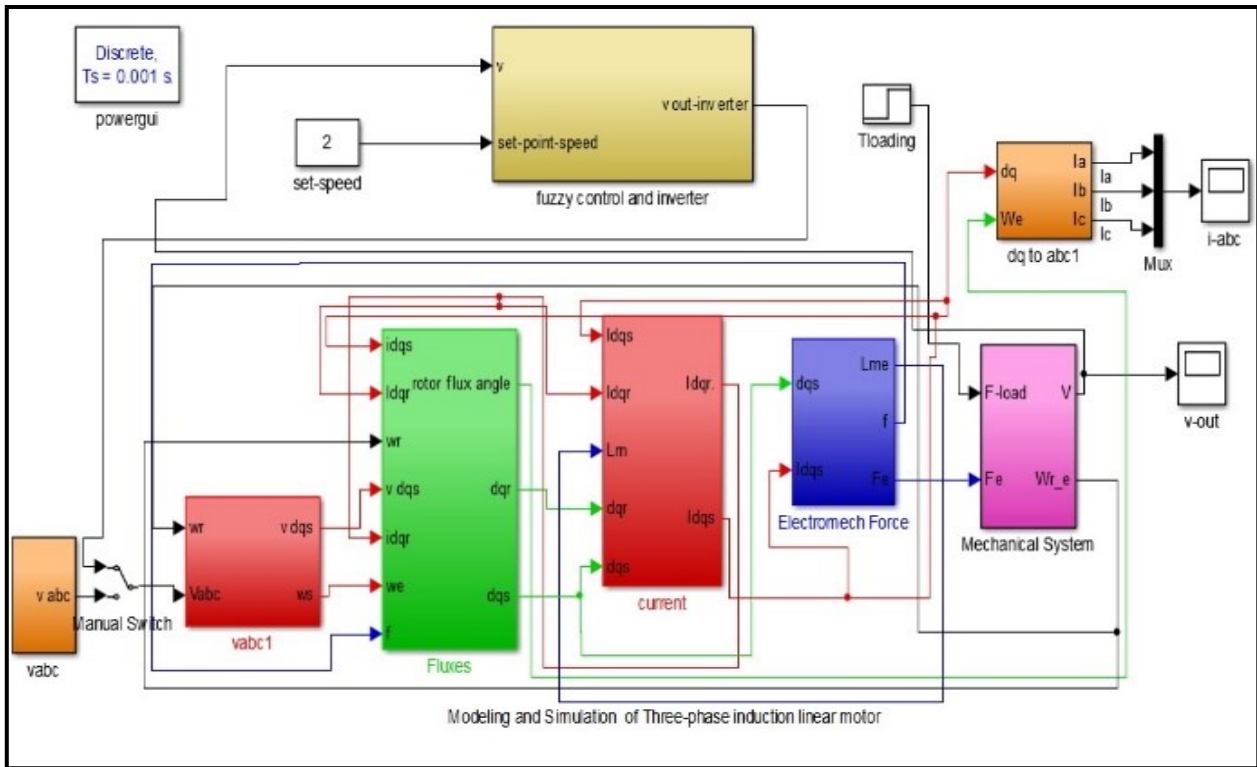 Discrete,
Ts = 0.001 s.
powergui
2
set-speed
v
set-point-speed
v out-inverter
fuzzy control and inverter
Tloading
dq
We
Ia
Ib
Ic
dq to abc1
Ia
Ib
Ic
Mux
i-abc
v abc
vabc
Manual Switch
wr
Vabc
v dqs
ws
vabc1
idqs
Idqr
wr
v dqs
idqr
we
f
rotor flux angle
dqr
dqs
Fluxes
Idqs
Idqr
Lm
dqr
dqs
Idqr.
Idqs
current
dqs
Idqs
Lme
f
Fe
Electromech Force
F-load
Fe
V
Wr_e
Mechanical System
v-out
Modeling and Simulation of Three-phase induction linear motor